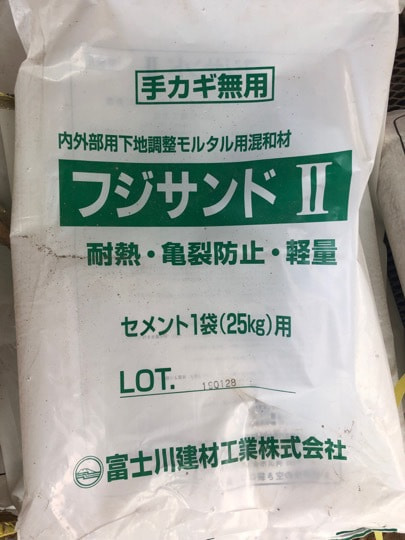 手カギ無用
内外部用下地調整モルタル用混和材
フジサンドⅡ
耐熱・亀裂防止・軽量
セメント1袋(25kg)用
LOT.
富士川建材工業株式会社